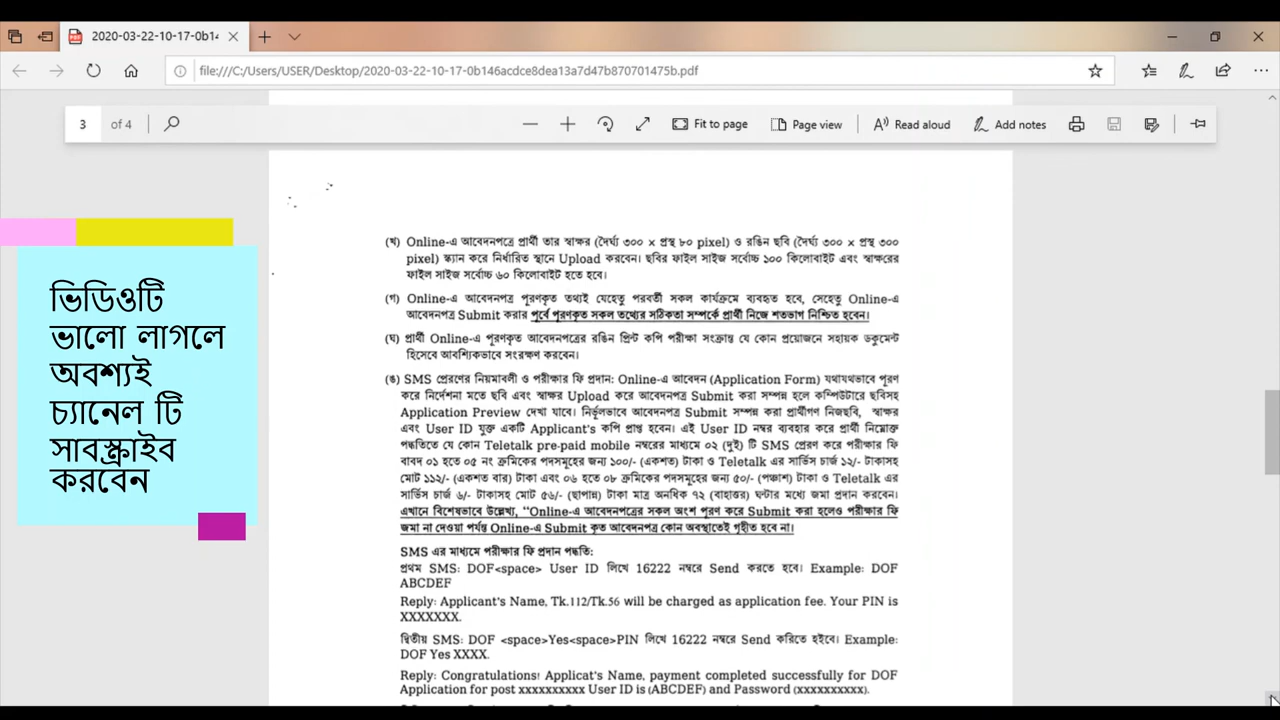 2020-03-22-10-17-0b14
file:///C:/Users/USER/Desktop/2020-03-22-10-17-0b146acdce8dea13a7d47b870701475b.pdf
3 of 4
Fit to page
Page view
Read aloud
Add notes
ভিডিওটি
ভালো লাগলে
অবশ্যই
চ্যানেল টি
সাবস্ক্রাইব
করবেন
(খ) Online-এ আবেদনপত্রে প্রার্থী তার স্বাক্ষর (দৈর্ঘ্য ৩০০ × প্রস্থ ৮০ pixel) ও রঙিন ছবি (দৈর্ঘ্য ৩০০ × প্রস্থ ৩০০
pixel) স্ক্যান করে নির্ধারিত স্থানে Upload করবেন। ছবির ফাইল সাইজ সর্বোচ্চ ১০০ কিলোবাইট এবং স্বাক্ষরের
ফাইল সাইজ সর্বোচ্চ ৬০ কিলোবাইট হতে হবে।
(গ) Online-এ আবেদনপত্র পূরণকৃত তথ্যই যেহেতু পরবর্তী সকল কার্যক্রমে ব্যবহৃত হবে, সেহেতু Online-এ
আবেদনপত্র Submit করার পূর্বে পূরণকৃত সকল তথ্যের সঠিকতা সম্পর্কে প্রার্থী নিজে শতভাগ নিশ্চিত হবেন।
(ঘ) প্রার্থী Online-এ পূরণকৃত আবেদনপত্রের রঙিন প্রিন্ট কপি পরীক্ষা সংক্রান্ত যে কোন প্রয়োজনে সহায়ক ডকুমেন্ট
হিসেবে আবশ্যিকভাবে সংরক্ষণ করবেন।
(ঙ) SMS প্রেরণের নিয়মাবলী ও পরীক্ষার ফি প্রদান: Online-এ আবেদন (Application Form) যথাযথভাবে পূরণ
করে নির্দেশনা মতে ছবি এবং স্বাক্ষর Upload করে আবেদনপত্র Submit করা সম্পন্ন হলে কম্পিউটারে ছবিসহ
Application Preview দেখা যাবে। নির্ভুলভাবে আবেদনপত্র Submit সম্পন্ন করা প্রার্থীগণ নিজছবি, স্বাক্ষর
এবং User ID যুক্ত একটি Applicant's কপি প্রাপ্ত হবেন। এই User ID নম্বর ব্যবহার করে প্রার্থী নিম্নোক্ত
পদ্ধতিতে যে কোন Teletalk pre-paid mobile নম্বরের মাধ্যমে ০২ (দুই) টি SMS প্রেরণ করে পরীক্ষার ফি
বাবদ ০১ হতে ০৫ নং ক্রমিকের পদসমূহের জন্য ১০০/- (একশত) টাকা ও Teletalk এর সার্ভিস চার্জ ১২/- টাকাসহ
মোট ১১২/- (একশত বার) টাকা এবং ০৬ হতে ০৮ ক্রমিকের পদসমূহের জন্য ৫০/- (পঞ্চাশ) টাকা ও Teletalk এর
সার্ভিস চার্জ ৬/- টাকাসহ মোট ৫৬/- (ছাপান্ন) টাকা মাত্র অনধিক ৭২ (বাহাত্তর) ঘন্টার মধ্যে জমা প্রদান করবেন।
এখানে বিশেষভাবে উল্লেখ্য, "Online-এ আবেদনপত্রের সকল অংশ পূরণ করে Submit করা হলেও পরীক্ষার ফি
জমা না দেওয়া পর্যন্ত Online-এ Submit কৃত আবেদনপত্র কোন অবস্থাতেই গৃহীত হবে না।
SMS এর মাধ্যমে পরীক্ষার ফি প্রদান পদ্ধতি:
প্রথম SMS: DOF<space> User ID লিখে 16222 নম্বরে Send করতে হবে। Example: DOF
ABCDEF
Reply: Applicant's Name, Tk.112/Tk.56 will be charged as application fee. Your PIN is
XXXXXXX.
দ্বিতীয় SMS: DOF <space>Yes<space>PIN লিখে 16222 নম্বরে Send করিতে হইবে। Example:
DOF Yes XXXX.
Reply: Congratulations! Applicat's Name, payment completed successfully for DOF
Application for post xxxxxxxxxx User ID is (ABCDEF) and Password (xxxxxxxxxx).